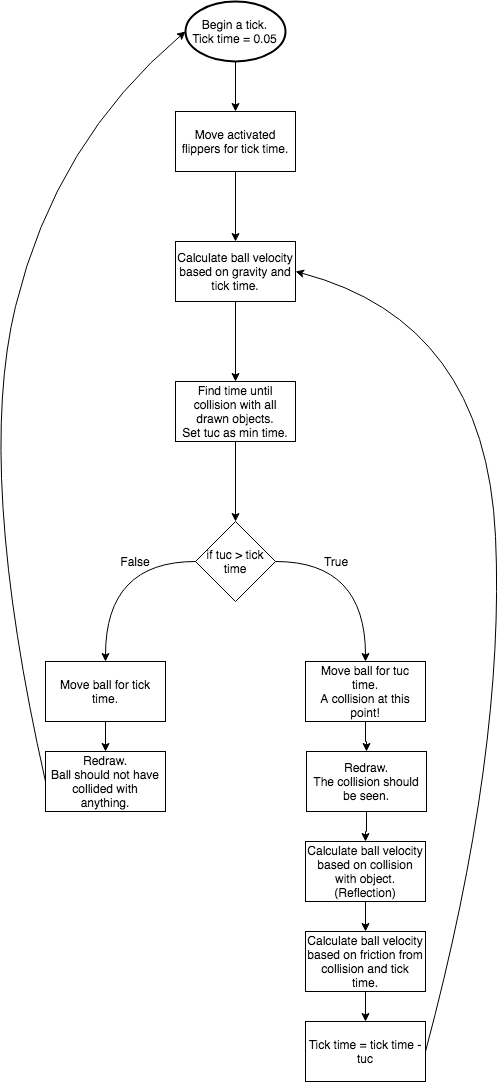 Begin a tick.
Tick time = 0.05
Move activated
flippers for tick time.
Calculate ball velocity
based on gravity and
tick time.
Find time until
collision with all
drawn objects.
Set tuc as min time.
if tuc > tick
time
False
True
Move ball for tick
time.
Move ball for tuc
time.
A collision at this
point!
Redraw.
Ball should not have
collided with
anything.
Redraw.
The collision should
be seen.
Calculate ball velocity
based on collision
with object.
(Reflection)
Calculate ball velocity
based on friction from
collision and tick
time.
Tick time = tick time -
tuc